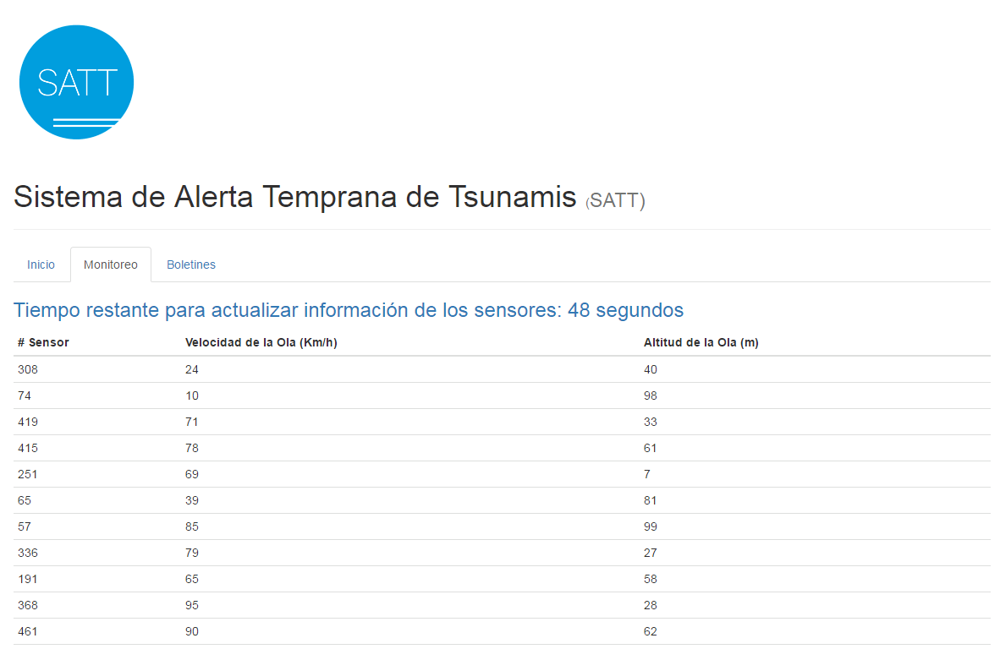 SATT
Sistema de Alerta Temprana de Tsunamis (SATT)
Inicio Monitoreo Boletines
Tiempo restante para actualizar información de los sensores: 48 segundos
# Sensor Velocidad de la Ola (Km/h) Altitud de la Ola (m)
308 24 40
74 10 98
419 71 33
415 78 61
251 69 7
65 39 81
57 85 99
336 79 27
191 65 58
368 95 28
461 90 62